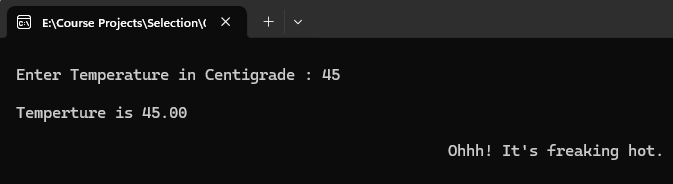 E:\Course Projects\Selection\
Enter Temperature in Centigrade : 45
Temperture is 45.00
Ohhh! It's freaking hot.